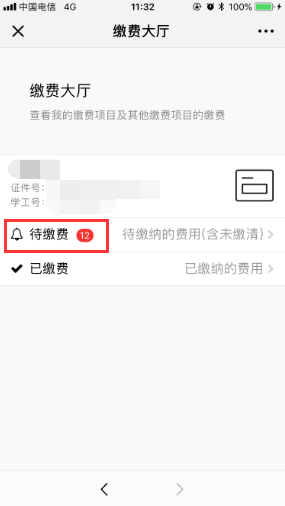 中国电信 4G 11:32 100%
缴费大厅
缴费大厅
查看我的缴费项目及其他缴费项目的缴费
证件号:
学工号:
待缴费 12 待缴纳的费用(含未缴清)
已缴费 已缴纳的费用